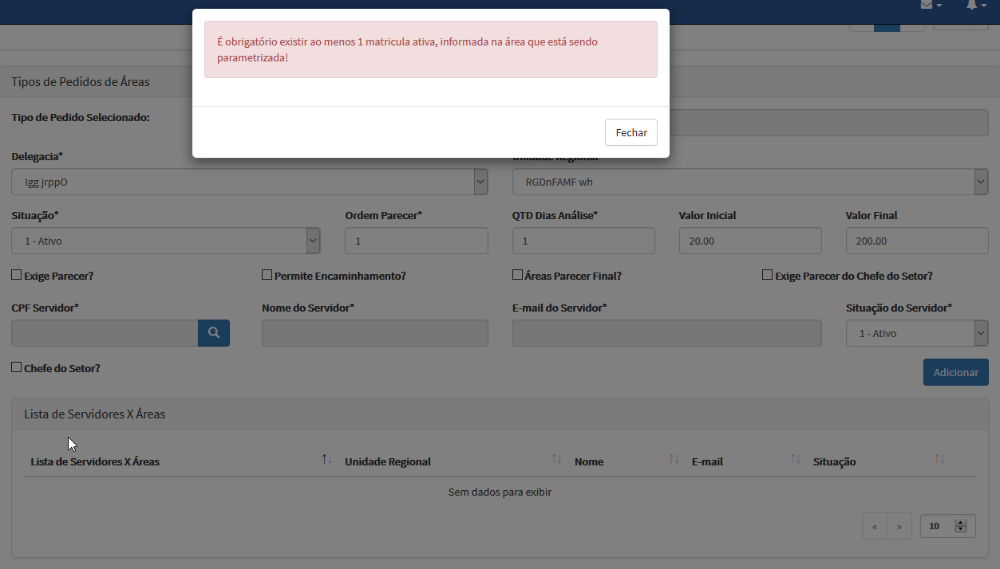 É obrigatório existir ao menos 1 matricula ativa, informada na área que está sendo
parametrizada!
Fechar
Tipos de Pedidos de Áreas
Tipo de Pedido Selecionado:
Delegacia* Unidade Regional
Igg jrppO RGDnFAMF wh
Situação* Ordem Parecer* QTD Dias Análise* Valor Inicial Valor Final
1 - Ativo 1 1 20.00 200.00
Exige Parecer? Permite Encaminhamento? Áreas Parecer Final? Exige Parecer do Chefe do Setor?
CPF Servidor* Nome do Servidor* E-mail do Servidor* Situação do Servidor*
1 - Ativo
Chefe do Setor? Adicionar
Lista de Servidores X Áreas
Lista de Servidores X Áreas Unidade Regional Nome E-mail Situação
Sem dados para exibir
« » 10